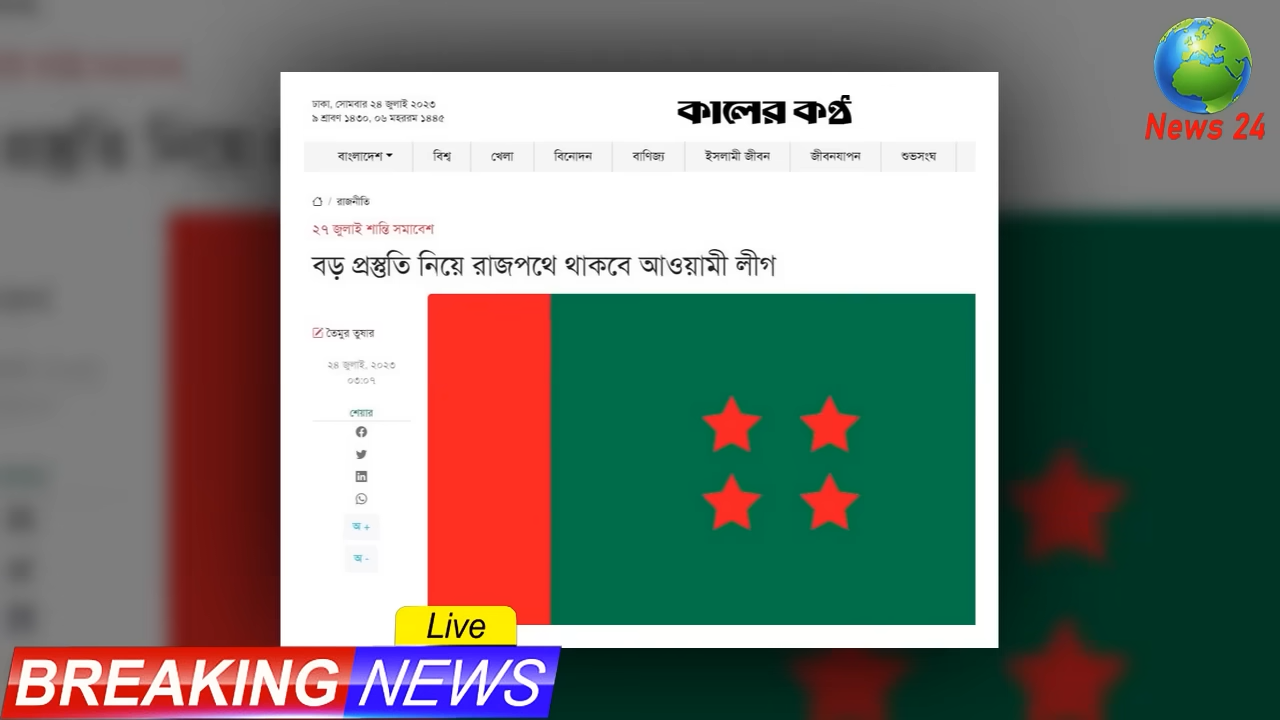 ঢাকা, সোমবার ২৪ জুলাই ২০২৩
৯ শ্রাবণ ১৪৩০, ০৬ মহররম ১৪৪৫
কালের কণ্ঠ
বাংলাদেশ বিশ্ব খেলা বিনোদন বাণিজ্য ইসলামী জীবন জীবনযাপন শুভসংঘ
/ রাজনীতি
২৭ জুলাই শান্তি সমাবেশ
বড় প্রস্তুতি নিয়ে রাজপথে থাকবে আওয়ামী লীগ
তৈমুর তুষার
২৪ জুলাই, ২০২৩
০৩:০৭
শেয়ার
অ +
অ -
News 24
Live
BREAKING NEWS